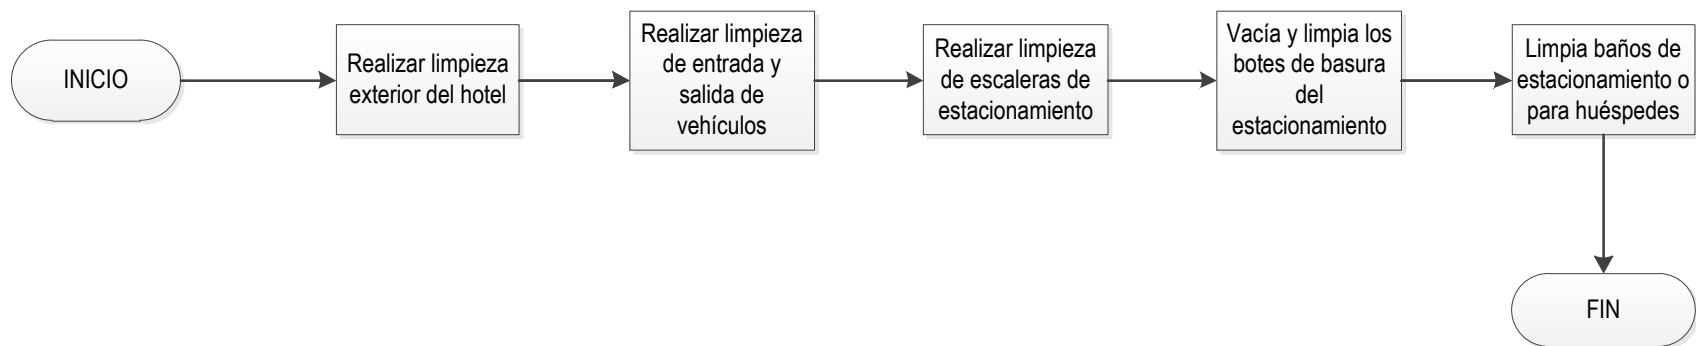 INICIO
Realizar limpieza
exterior del hotel
Realizar limpieza
de entrada y
salida de
vehículos
Realizar limpieza
de escaleras de
estacionamiento
Vacía y limpia los
botes de basura
del
estacionamiento
Limpia baños de
estacionamiento o
para huéspedes
FIN